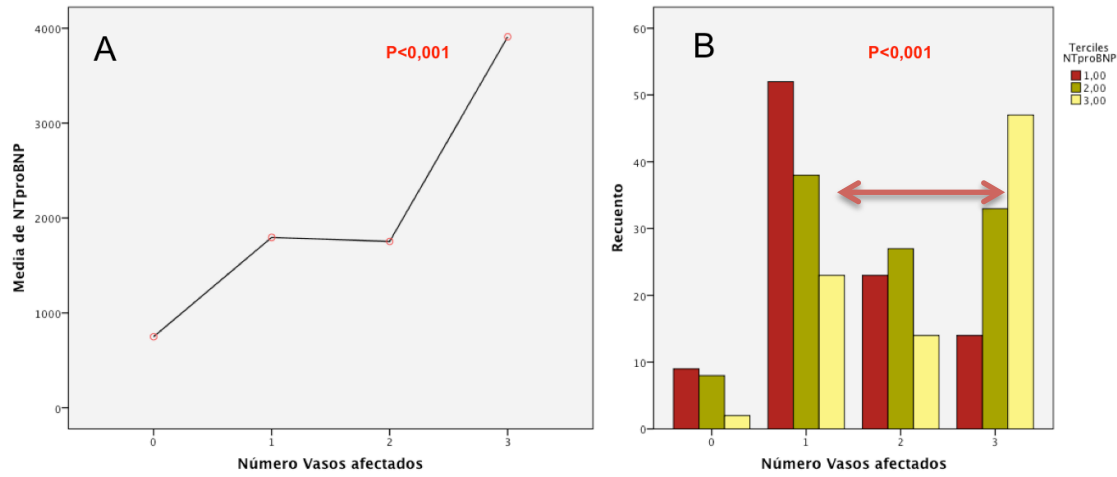 A
P<0,001
4000
3000
2000
1000
0
Media de NTproBNP
0 1 2 3
Número Vasos afectados
B
P<0,001
60
50
40
30
20
10
0
Recuento
0 1 2 3
Número Vasos afectados
Terciles
NTproBNP
1,00
2,00
3,00